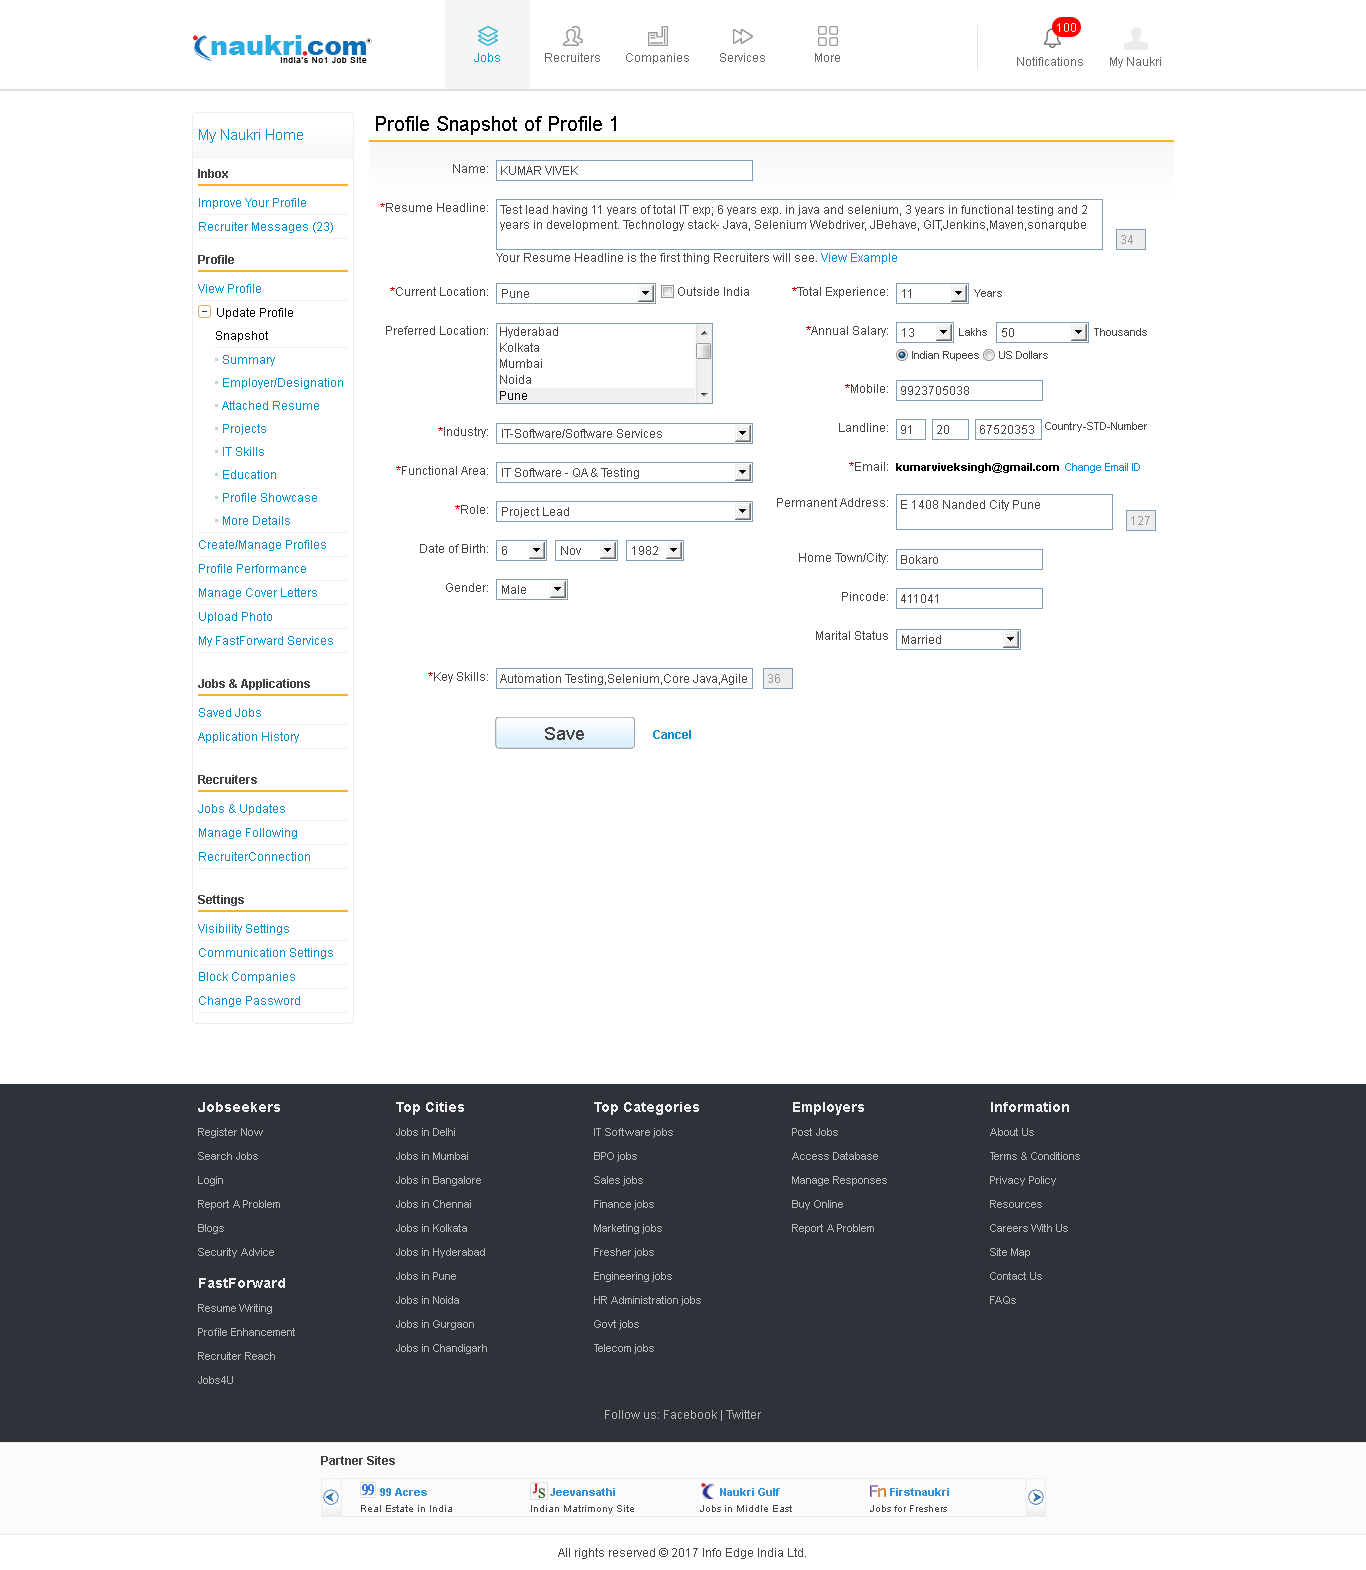 naukri.com
India's No1 Job Site
Jobs
Recruiters
Companies
Services
More
100
Notifications
My Naukri
My Naukri Home
Inbox
Improve Your Profile
Recruiter Messages (23)
Profile
View Profile
Update Profile
Snapshot
Summary
Employer/Designation
Attached Resume
Projects
IT Skills
Education
Profile Showcase
More Details
Create/Manage Profiles
Profile Performance
Manage Cover Letters
Upload Photo
My FastForward Services
Jobs & Applications
Saved Jobs
Application History
Recruiters
Jobs & Updates
Manage Following
RecruiterConnection
Settings
Visibility Settings
Communication Settings
Block Companies
Change Password
Profile Snapshot of Profile 1
Name: KUMAR VIVEK
*Resume Headline: Test lead having 11 years of total IT exp; 6 years exp. in java and selenium, 3 years in functional testing and 2
years in development. Technology stack- Java, Selenium Webdriver, JBehave, GIT,Jenkins,Maven,sonarqube
34
Your Resume Headline is the first thing Recruiters will see. View Example
*Current Location: Pune Outside India
Preferred Location: Hyderabad
Kolkata
Mumbai
Noida
Pune
*Industry: IT-Software/Software Services
*Functional Area: IT Software - QA & Testing
*Role: Project Lead
Date of Birth: 6 Nov 1982
Gender: Male
*Total Experience: 11 Years
*Annual Salary: 13 Lakhs 50 Thousands
Indian Rupees US Dollars
*Mobile: 9923705038
Landline: 91 20 67520353 Country-STD-Number
*Email: kumarviveksingh@gmail.com Change Email ID
Permanent Address: E 1408 Nanded City Pune
127
Home Town/City: Bokaro
Pincode: 411041
Marital Status Married
*Key Skills: Automation Testing,Selenium,Core Java,Agile 36
Save Cancel
Jobseekers
Register Now
Search Jobs
Login
Report A Problem
Blogs
Security Advice
FastForward
Resume Writing
Profile Enhancement
Recruiter Reach
Jobs4U
Top Cities
Jobs in Delhi
Jobs in Mumbai
Jobs in Bangalore
Jobs in Chennai
Jobs in Kolkata
Jobs in Hyderabad
Jobs in Pune
Jobs in Noida
Jobs in Gurgaon
Jobs in Chandigarh
Top Categories
IT Software jobs
BPO jobs
Sales jobs
Finance jobs
Marketing jobs
Fresher jobs
Engineering jobs
HR Administration jobs
Govt jobs
Telecom jobs
Employers
Post Jobs
Access Database
Manage Responses
Buy Online
Report A Problem
Information
About Us
Terms & Conditions
Privacy Policy
Resources
Careers With Us
Site Map
Contact Us
FAQs
Follow us: Facebook | Twitter
Partner Sites
99 99 Acres
Real Estate in India
JS Jeevansathi
Indian Matrimony Site
Naukri Gulf
Jobs in Middle East
Fn Firstnaukri
Jobs for Freshers
All rights reserved © 2017 Info Edge India Ltd.